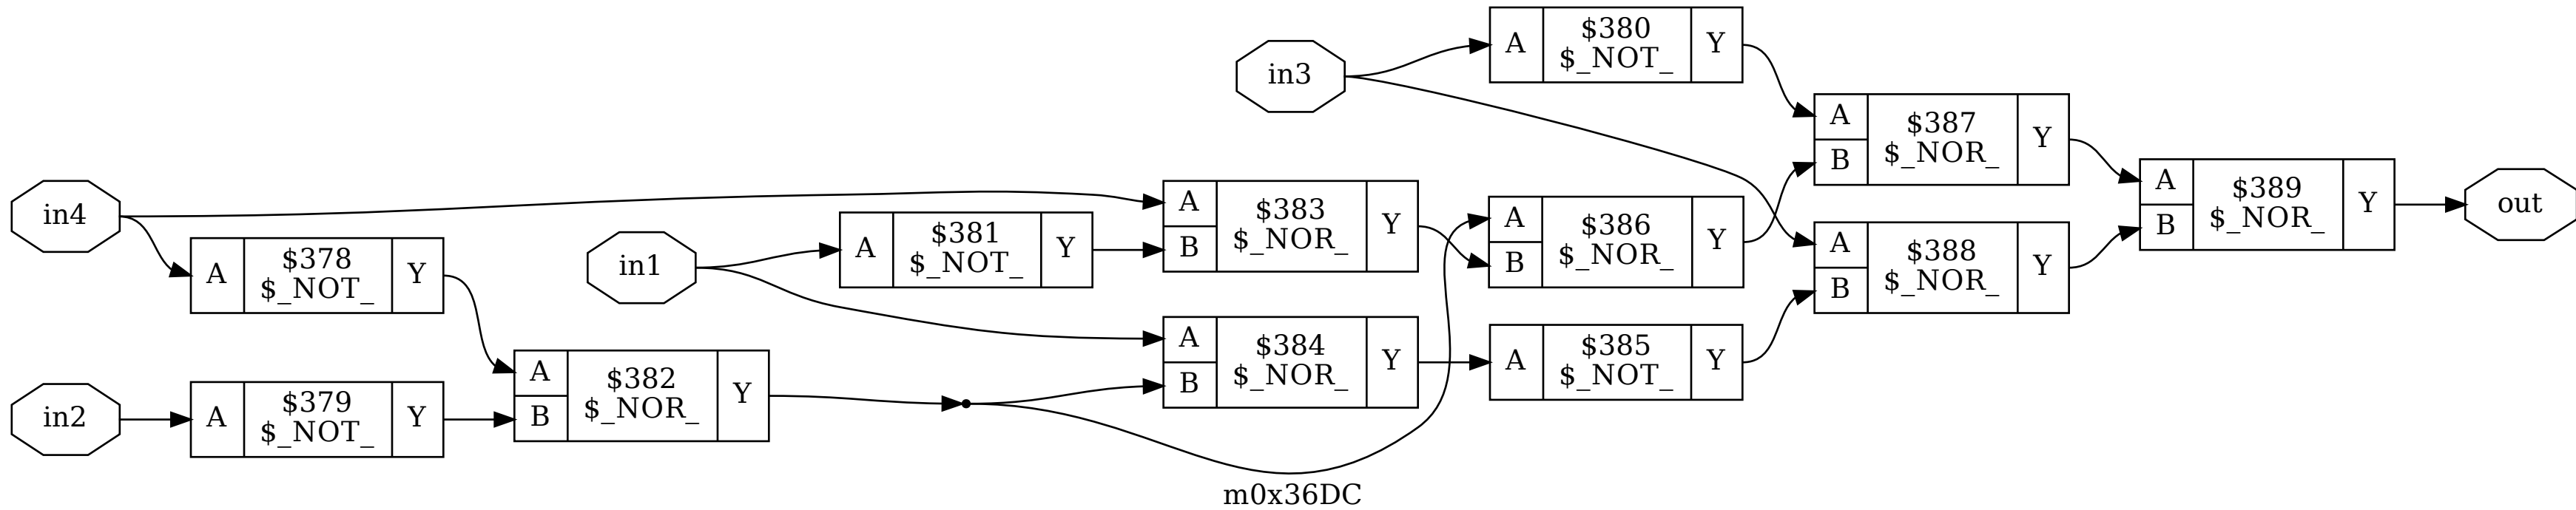 in3
A
$380
$_NOT_
Y
A
B
$387
$_NOR_
Y
in4
A
B
$383
$_NOR_
Y
A
B
$386
$_NOR_
Y
A
B
$389
$_NOR_
Y
out
A
$378
$_NOT_
Y
in1
A
$381
$_NOT_
Y
A
B
$388
$_NOR_
Y
in2
A
$379
$_NOT_
Y
A
B
$382
$_NOR_
Y
A
B
$384
$_NOR_
Y
A
$385
$_NOT_
Y
m0x36DC